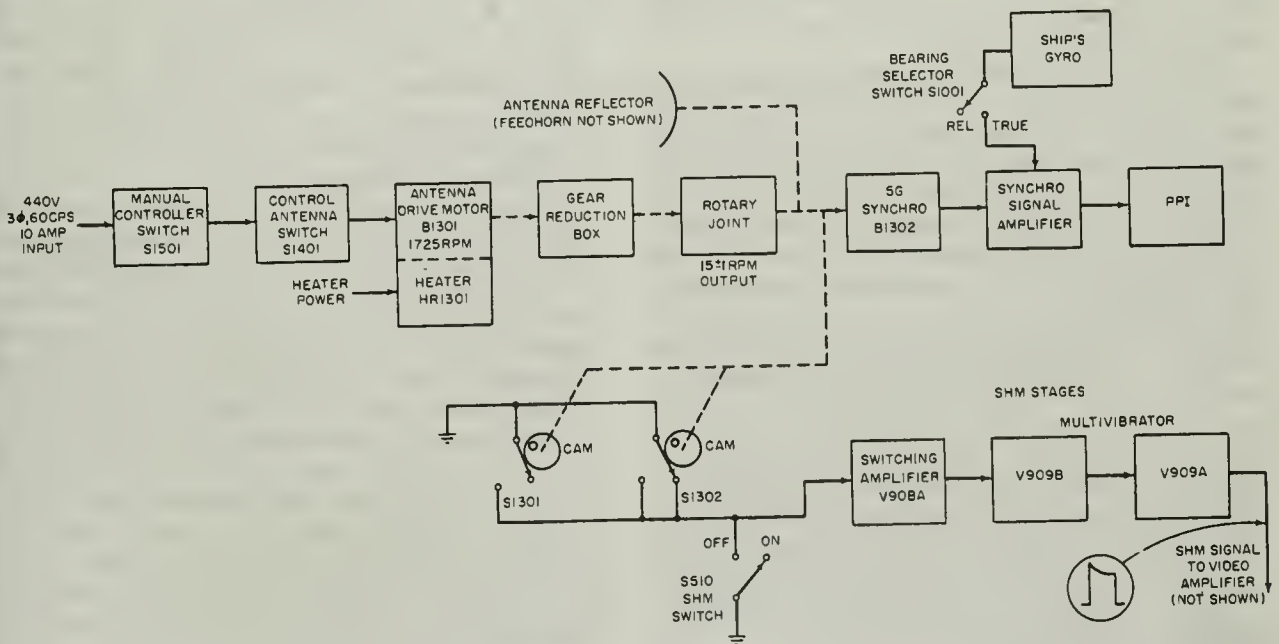 SHIP'S
GYRO
BEARING
SELECTOR
SWITCH S1001
REL
TRUE
ANTENNA REFLECTOR
(FEEDHORN NOT SHOWN)
440V
3ϕ,60CPS
10 AMP
INPUT
MANUAL
CONTROLLER
SWITCH
S1501
CONTROL
ANTENNA
SWITCH
S1401
ANTENNA
DRIVE MOTOR
B1301
1725RPM
HEATER
HR1301
HEATER
POWER
GEAR
REDUCTION
BOX
ROTARY
JOINT
15±1RPM
OUTPUT
5G
SYNCHRO
B1302
SYNCHRO
SIGNAL
AMPLIFIER
PPI
CAM
CAM
S1301
S1302
OFF
ON
S510
SHM
SWITCH
SHM STAGES
MULTIVIBRATOR
SWITCHING
AMPLIFIER
V908A
V909B
V909A
SHM SIGNAL
TO VIDEO
AMPLIFIER
(NOT SHOWN)